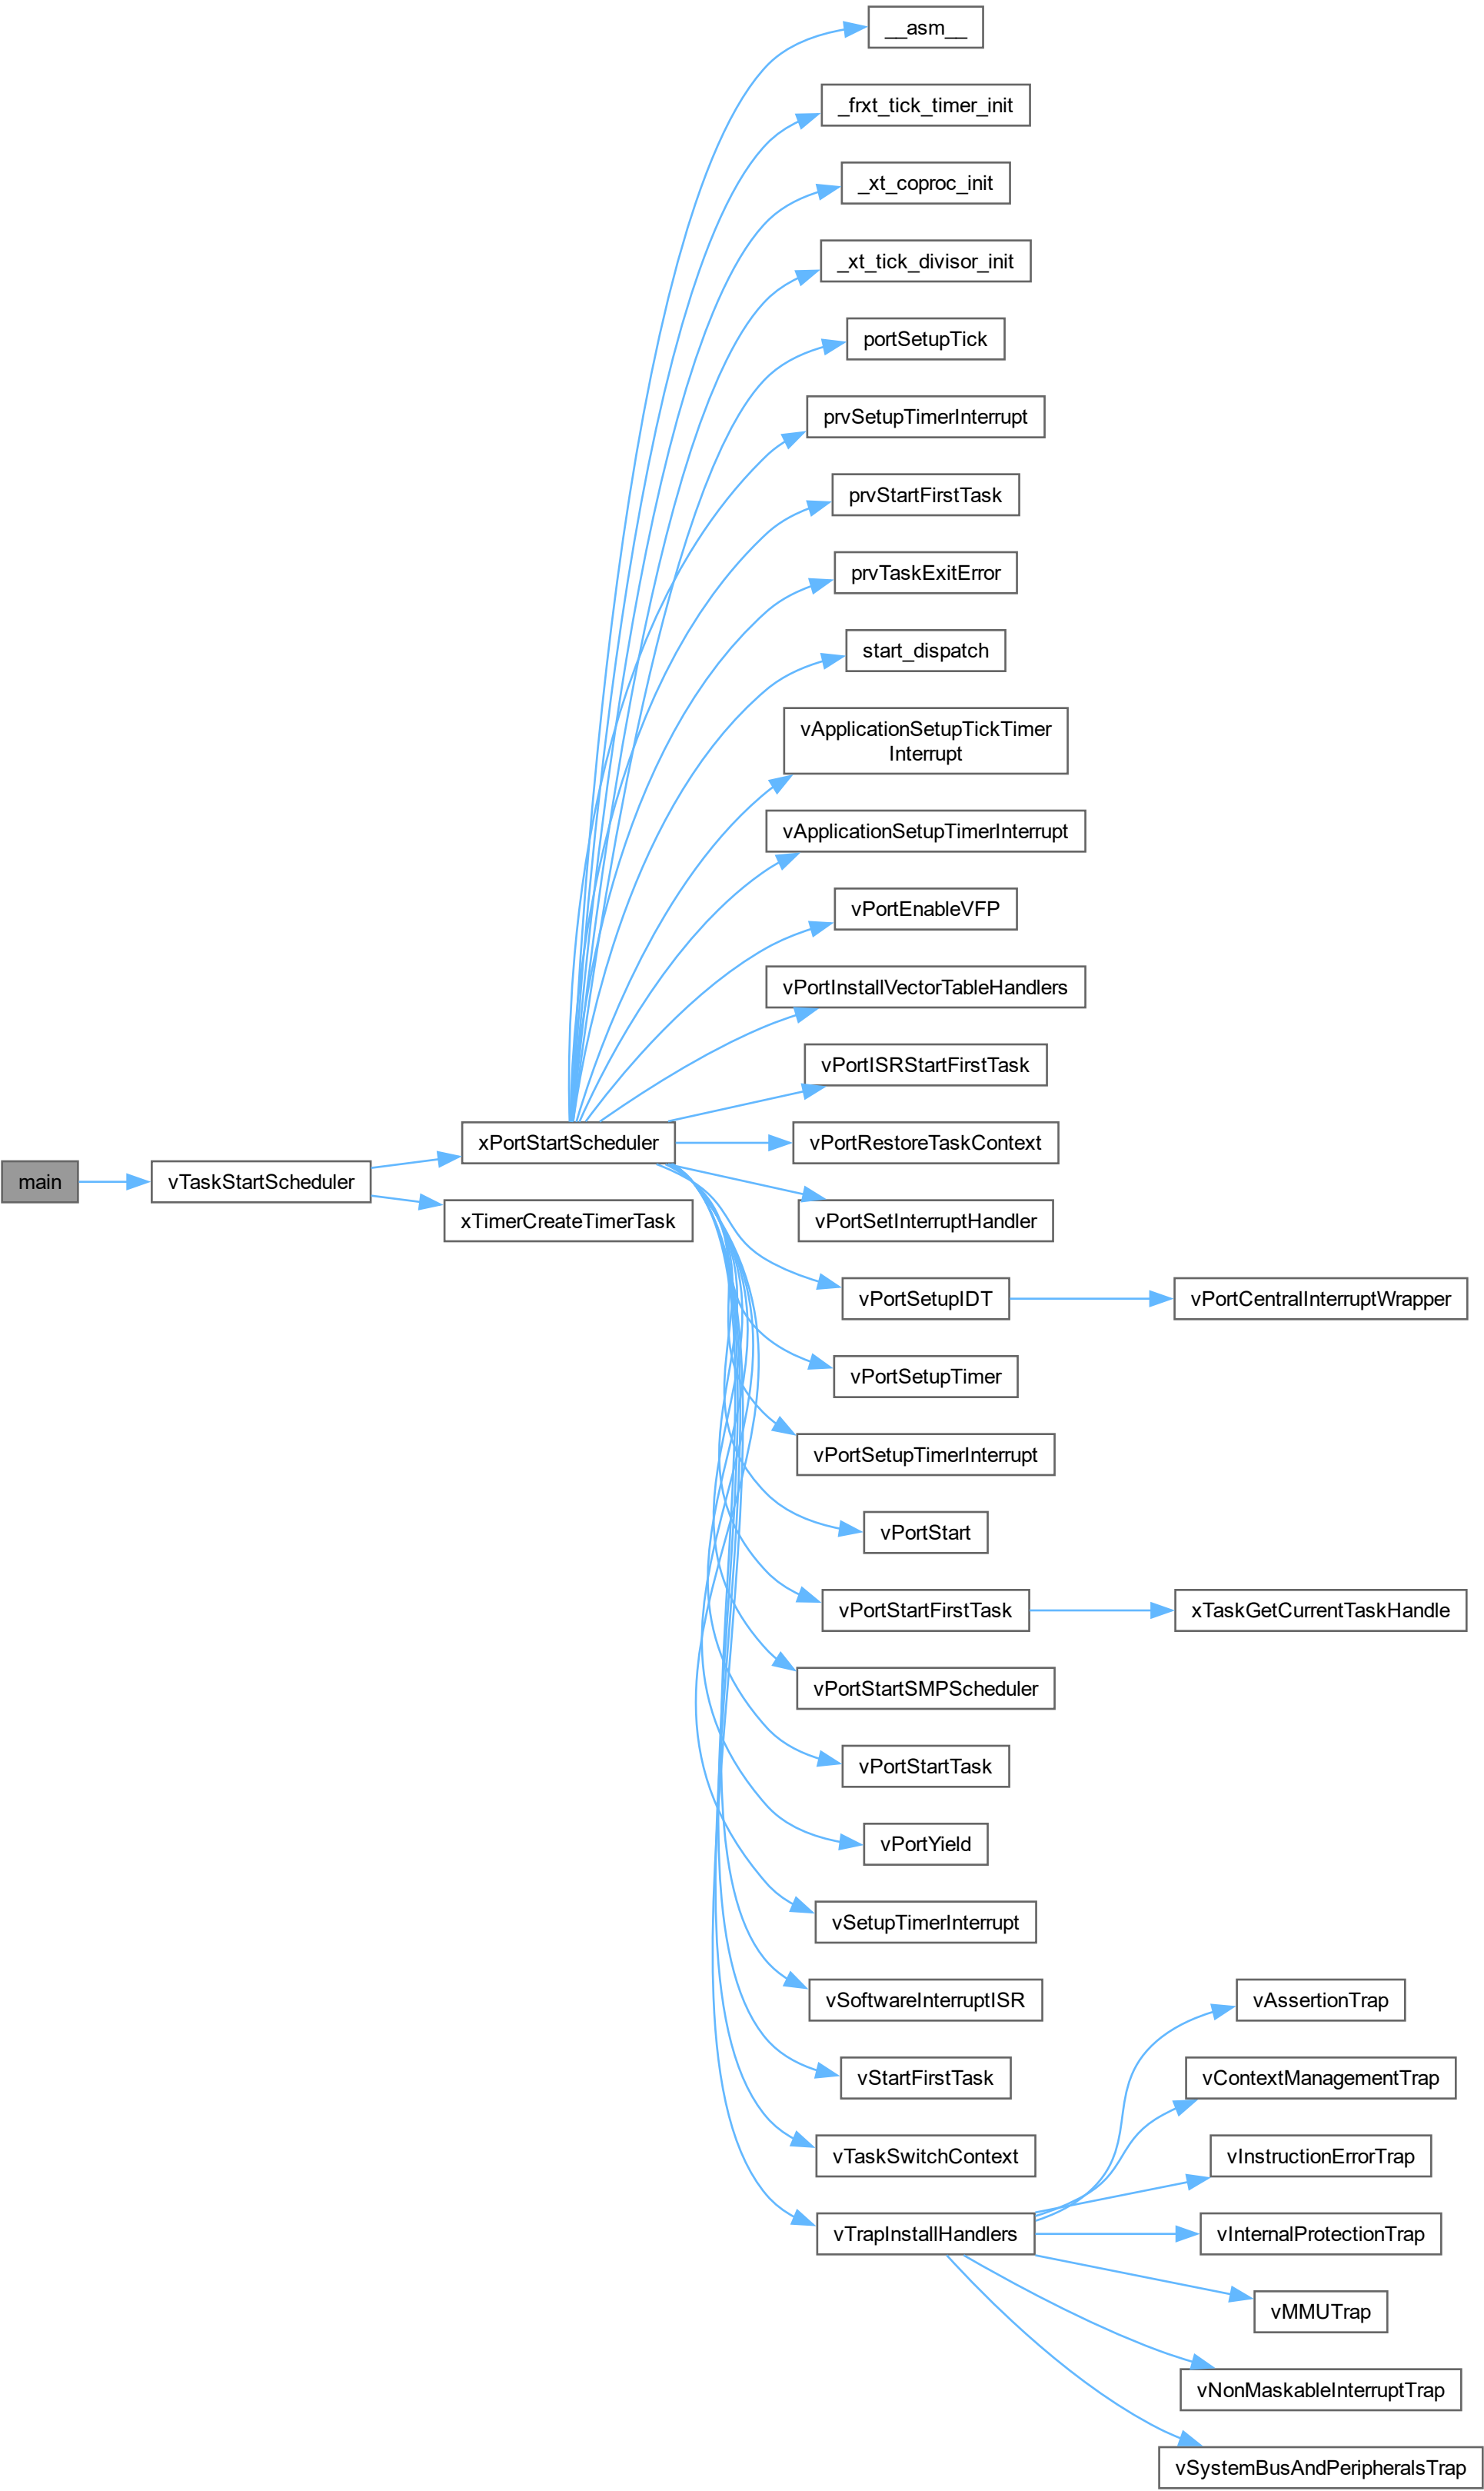 __asm__
_frxt_tick_timer_init
_xt_coproc_init
_xt_tick_divisor_init
portSetupTick
prvSetupTimerInterrupt
prvStartFirstTask
prvTaskExitError
start_dispatch
vApplicationSetupTickTimer
Interrupt
vApplicationSetupTimerInterrupt
vPortEnableVFP
vPortInstallVectorTableHandlers
vPortISRStartFirstTask
xPortStartScheduler
vPortRestoreTaskContext
main
vTaskStartScheduler
xTimerCreateTimerTask
vPortSetInterruptHandler
vPortSetupIDT
vPortCentralInterruptWrapper
vPortSetupTimer
vPortSetupTimerInterrupt
vPortStart
vPortStartFirstTask
xTaskGetCurrentTaskHandle
vPortStartSMPScheduler
vPortStartTask
vPortYield
vSetupTimerInterrupt
vSoftwareInterruptISR
vAssertionTrap
vStartFirstTask
vContextManagementTrap
vTaskSwitchContext
vInstructionErrorTrap
vTrapInstallHandlers
vInternalProtectionTrap
vMMUTrap
vNonMaskableInterruptTrap
vSystemBusAndPeripheralsTrap